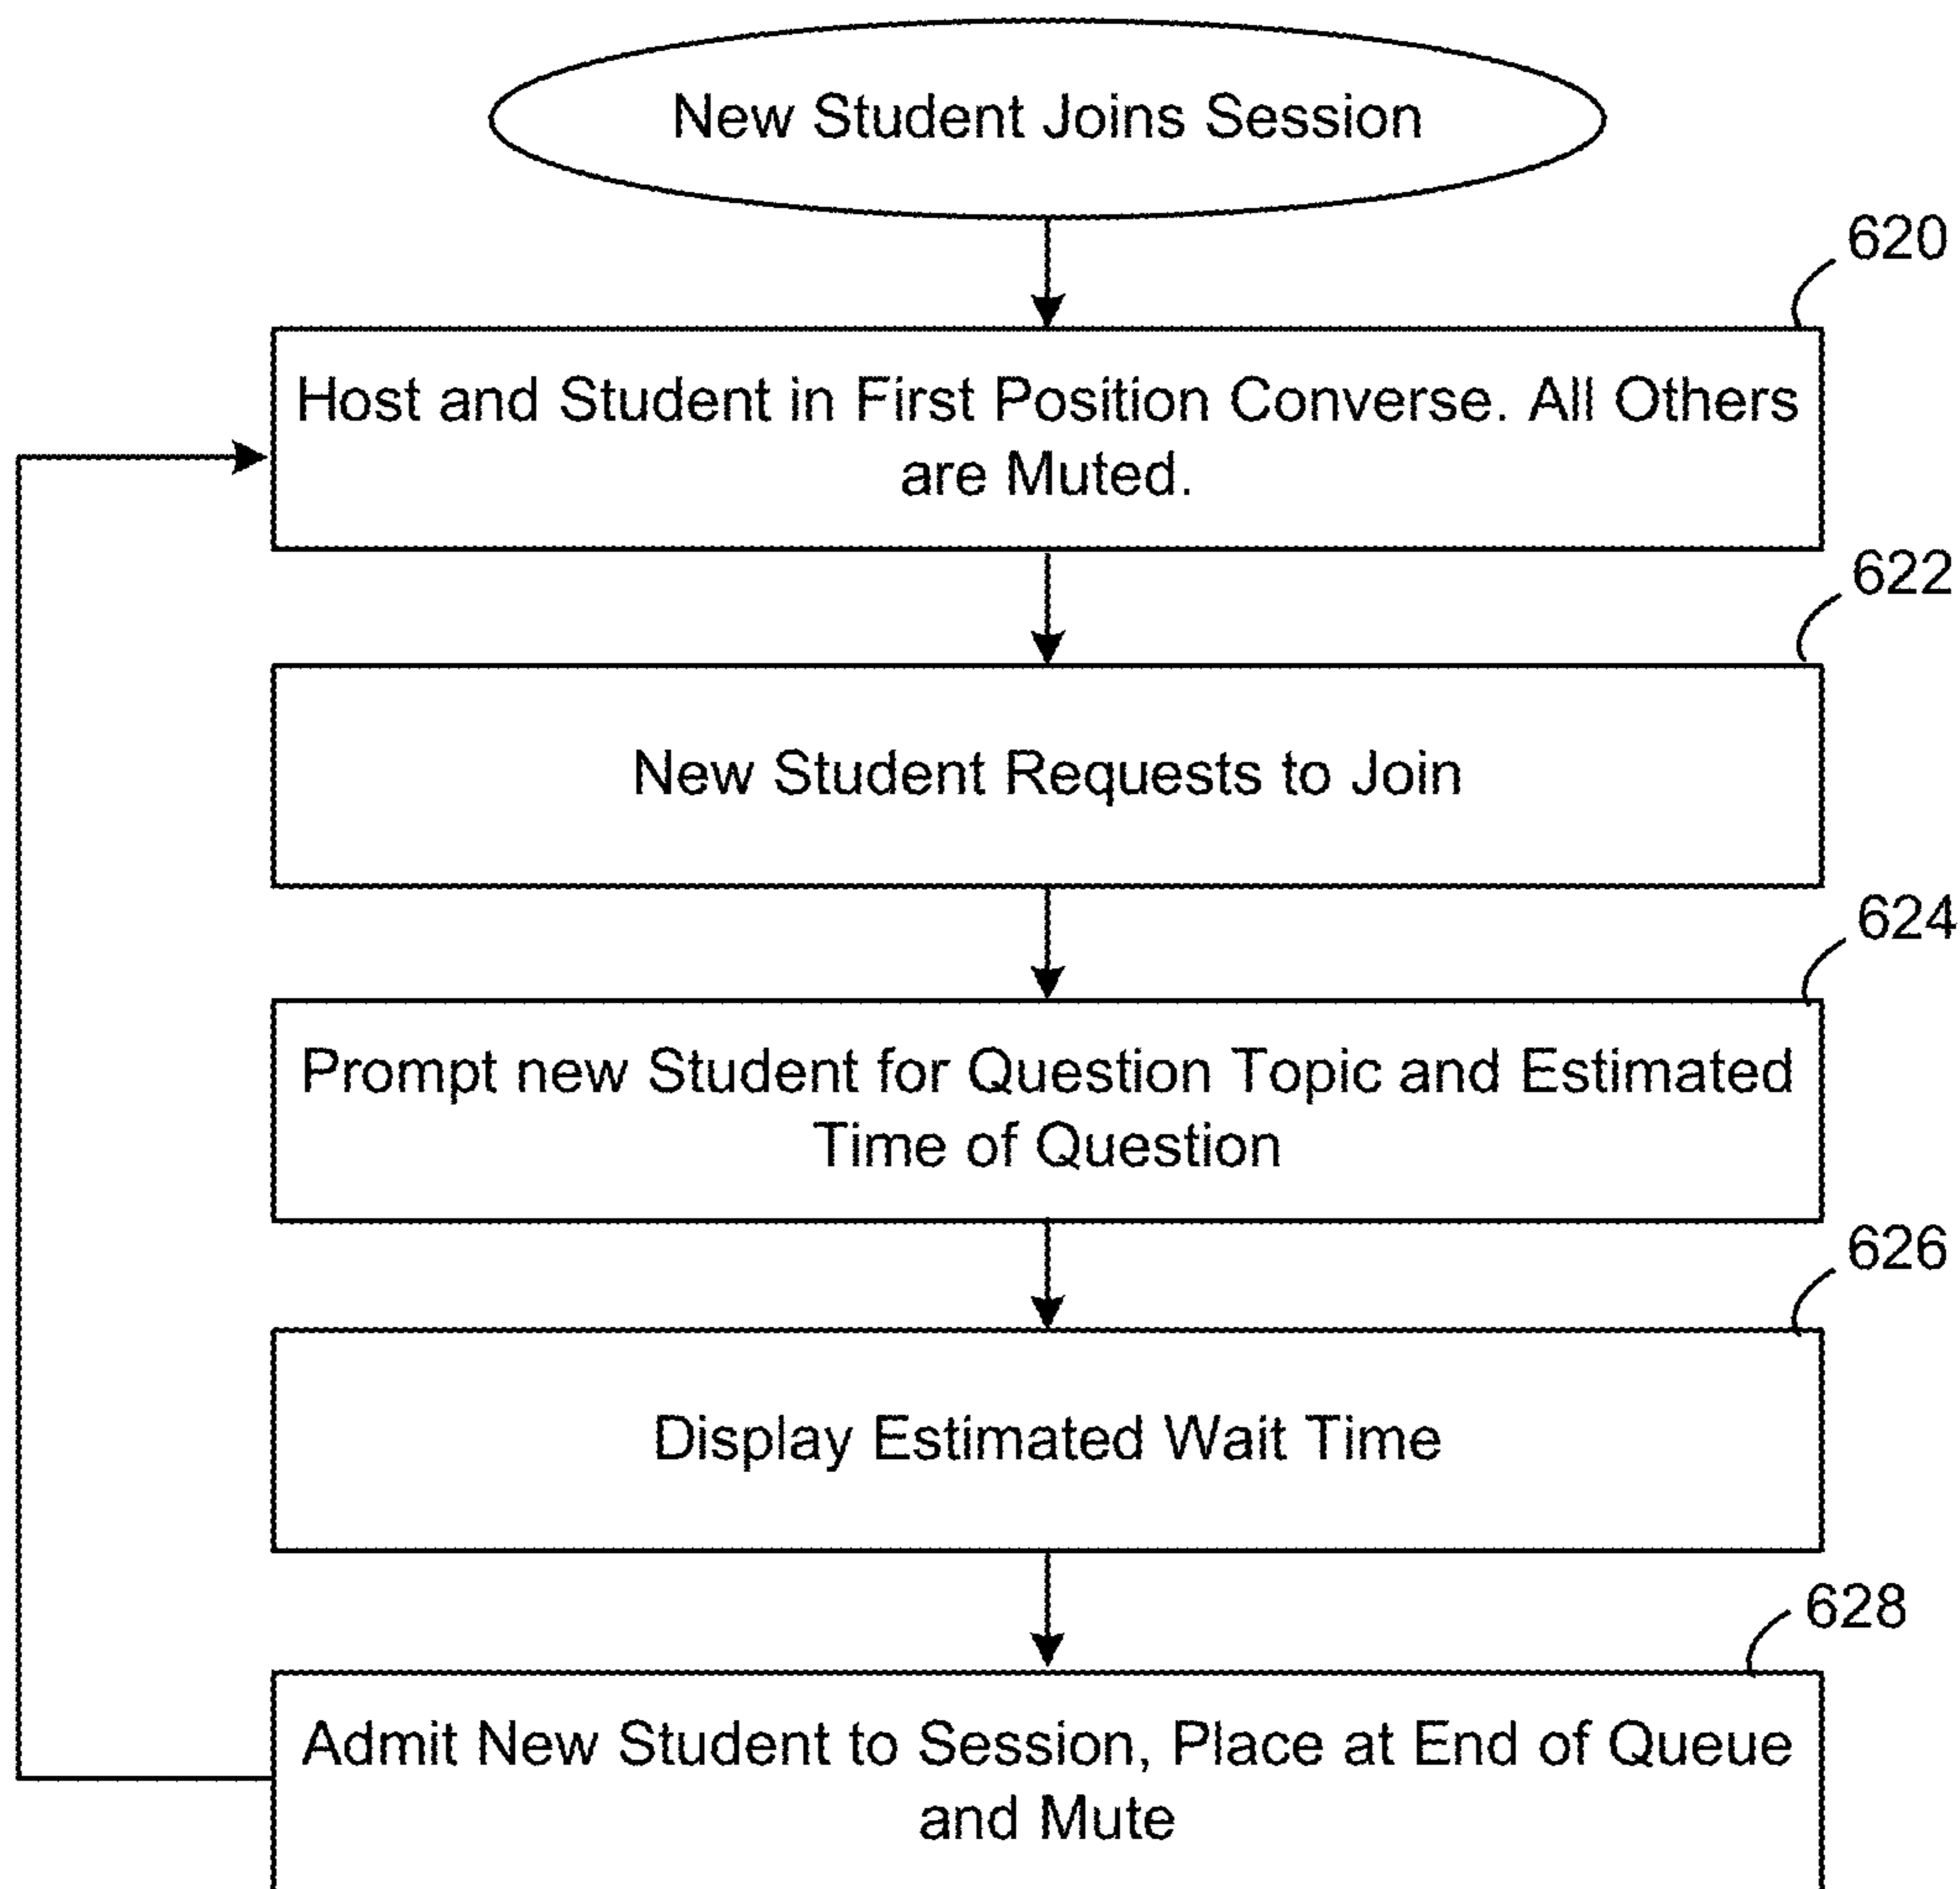 New Student Joins Session
620
Host and Student in First Position Converse. All Others
are Muted.
622
New Student Requests to Join
624
Prompt new Student for Question Topic and Estimated
Time of Question
626
Display Estimated Wait Time
628
Admit New Student to Session, Place at End of Queue
and Mute